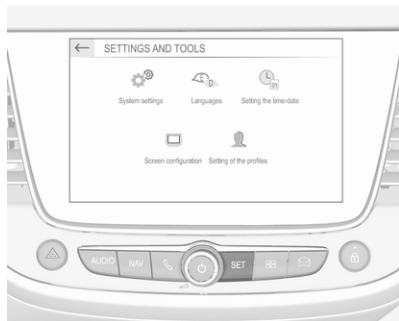 SETTINGS AND TOOLS
System settings
Languages
Setting the time-date
Screen configuration
Setting of the profiles
AUDIO
NAV
SET